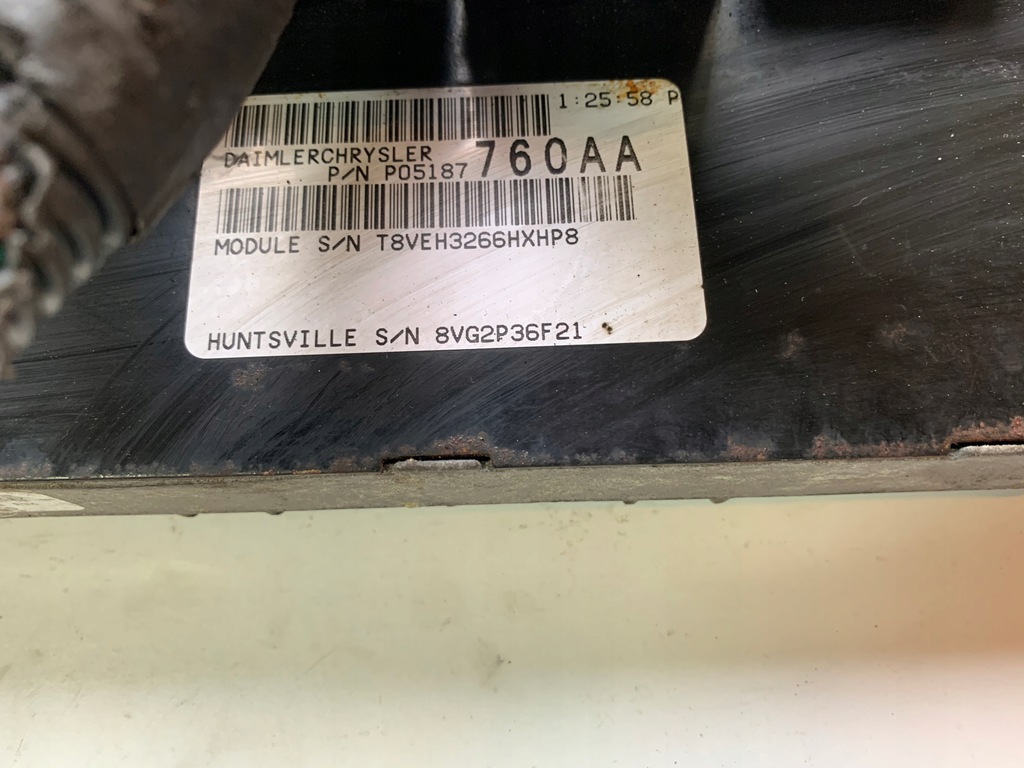 1:25:58 P
DAIMLERCHRYSLER
P/N P05187 760AA
MODULE S/N T8VEH3266HXHP8
HUNTSVILLE S/N 8VG2P36F21